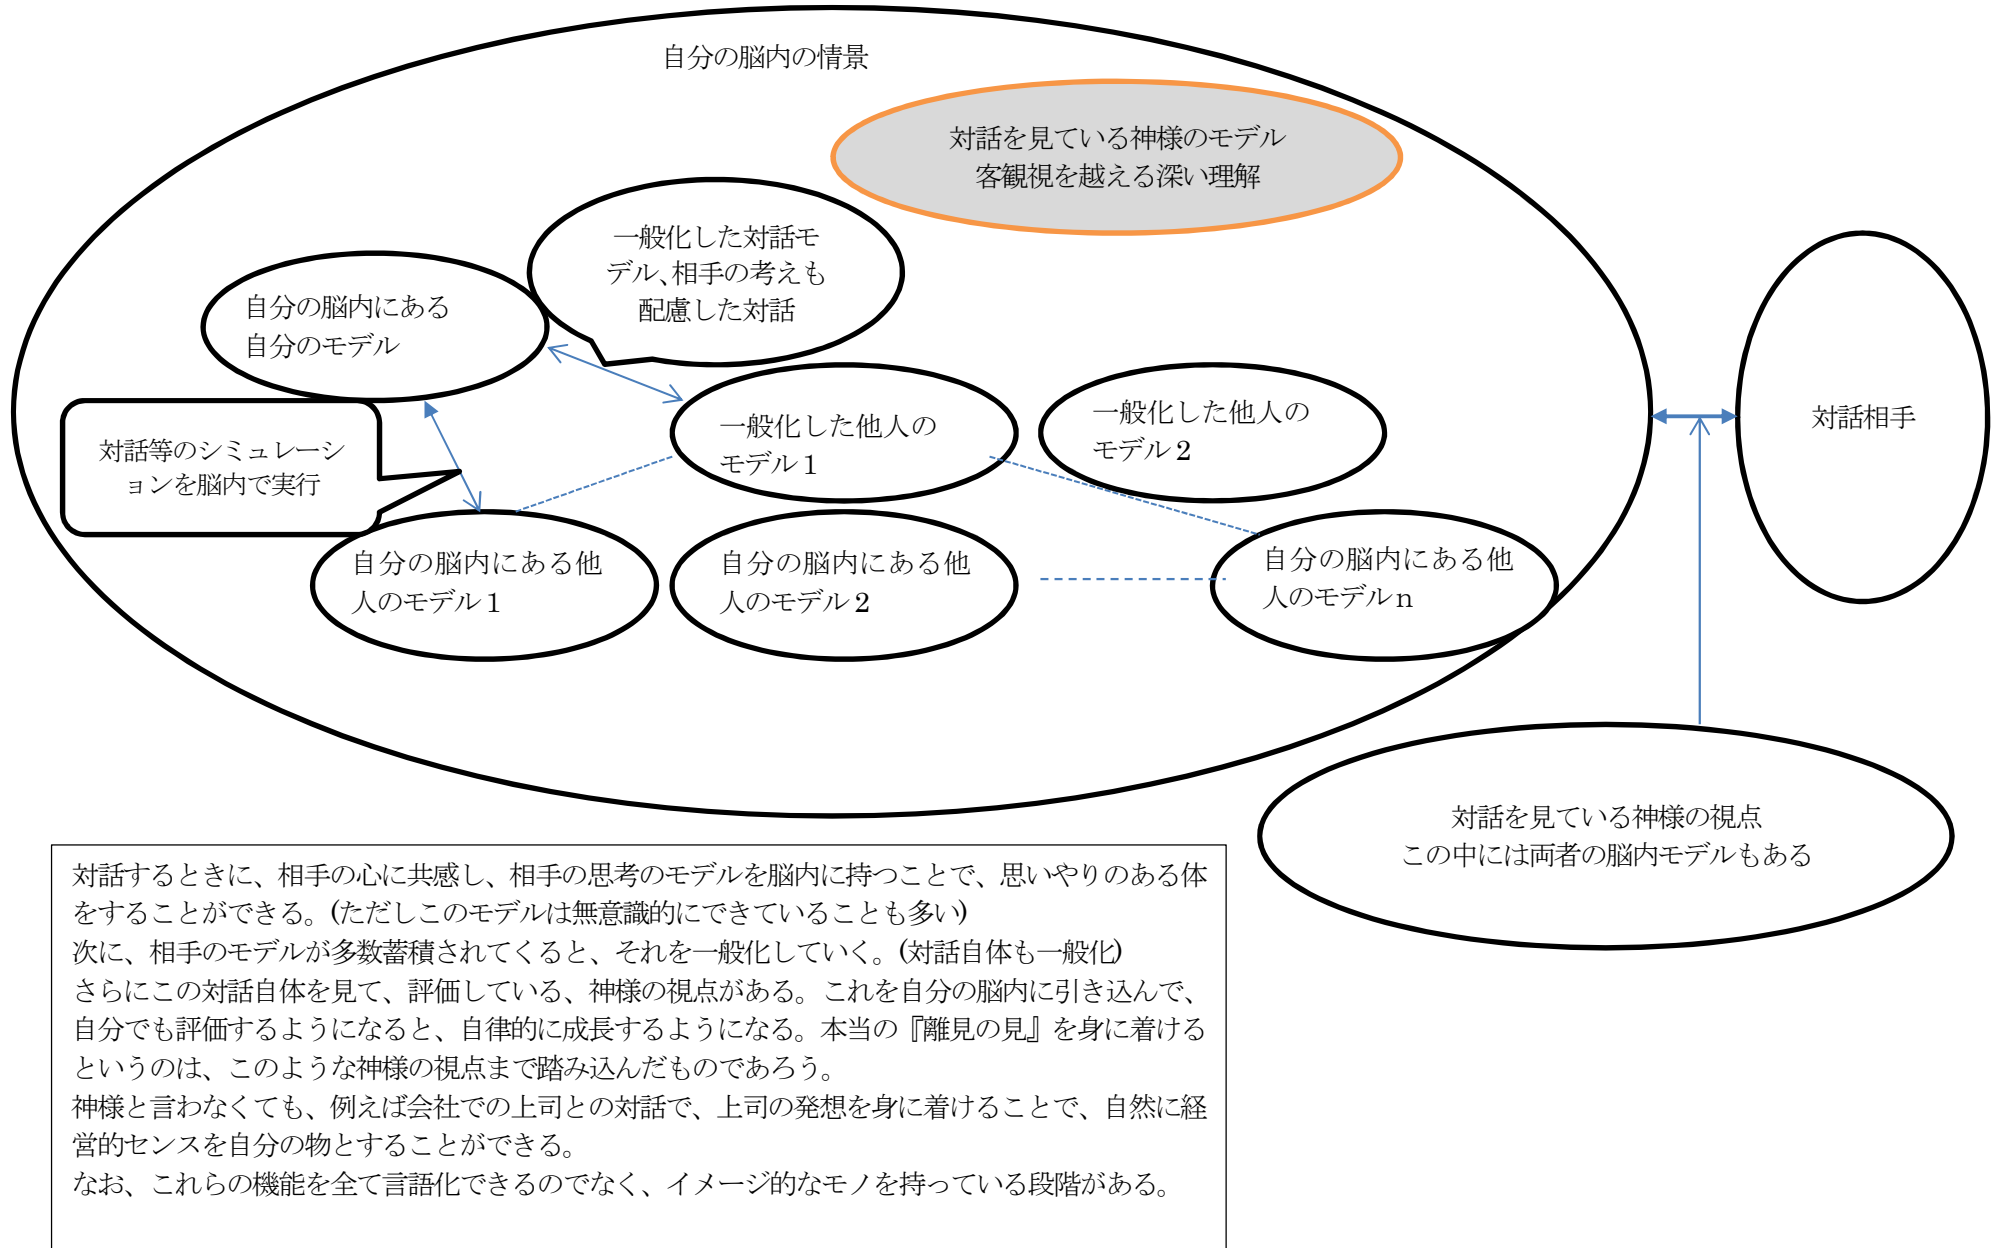 自分の脳内の情景
対話を見ている神様のモデル
客観視を越える深い理解
一般化した対話モ
デル、相手の考えも
配慮した対話
自分の脳内にある
自分のモデル
対話等のシミュレーシ
ョンを脳内で実行
一般化した他人の
モデル１
一般化した他人の
モデル２
対話相手
自分の脳内にある他
人のモデル１
自分の脳内にある他
人のモデル２
自分の脳内にある他
人のモデルｎ
対話を見ている神様の視点
この中には両者の脳内モデルもある
対話するときに、相手の心に共感し、相手の思考のモデルを脳内に持つことで、思いやりのある体
をすることができる。(ただしこのモデルは無意識的にできていることも多い)
次に、相手のモデルが多数蓄積されてくると、それを一般化していく。(対話自体も一般化)
さらにこの対話自体を見て、評価している、神様の視点がある。これを自分の脳内に引き込んで、
自分でも評価するようになると、自律的に成長するようになる。本当の『離見の見』を身に着ける
というのは、このような神様の視点まで踏み込んだものであろう。
神様と言わなくても、例えば会社での上司との対話で、上司の発想を身に着けることで、自然に経
営的センスを自分の物とすることができる。
なお、これらの機能を全て言語化できるのでなく、イメージ的なモノを持っている段階がある。